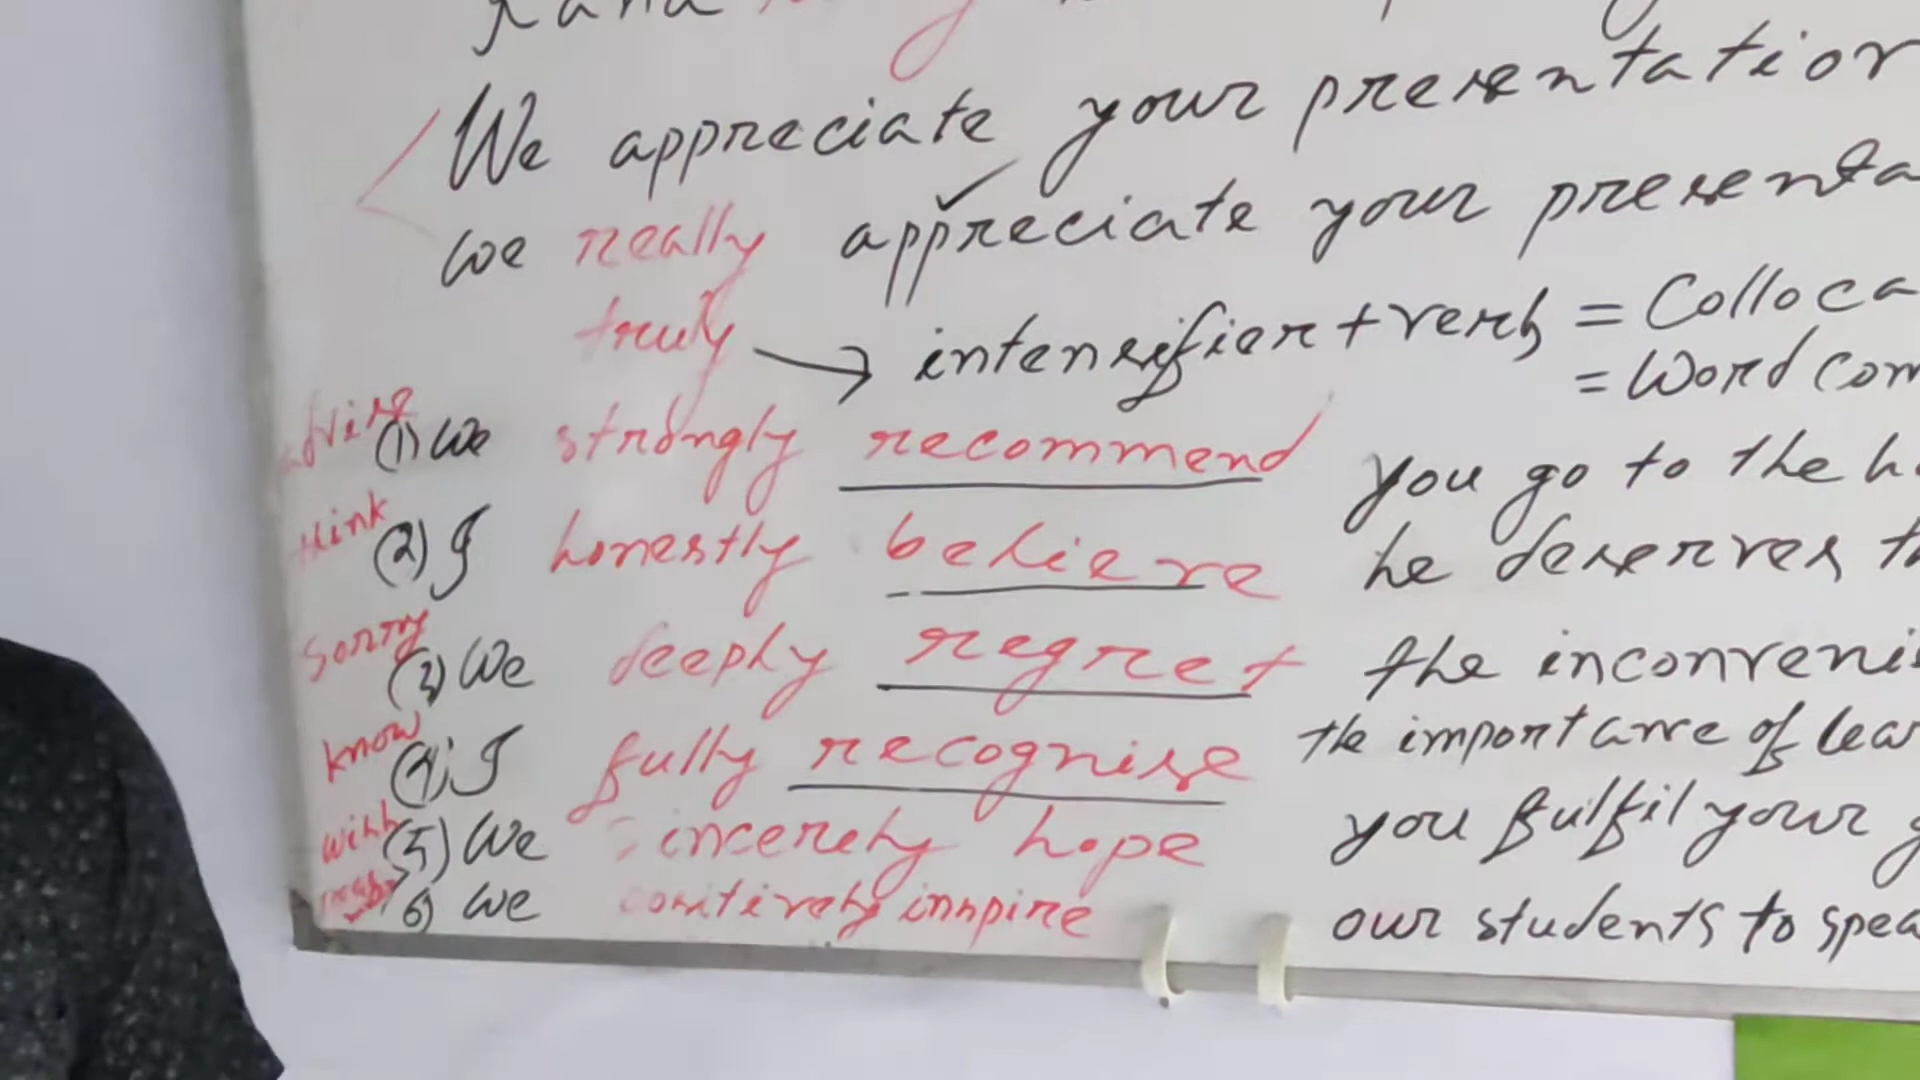 We appreciate your presentation
we really appreciate your presenta
truly → intensifier + verb = Colloca
= Word com
advise (1) We strongly recommend you go to the h
think (2) I honestly believe he deserves th
sorry (3) We deeply regret the inconveni
know (4) I fully recognise the importance of lear
wish (5) We sincerely hope you fulfil your g
(6) we positively inspire our students to spea